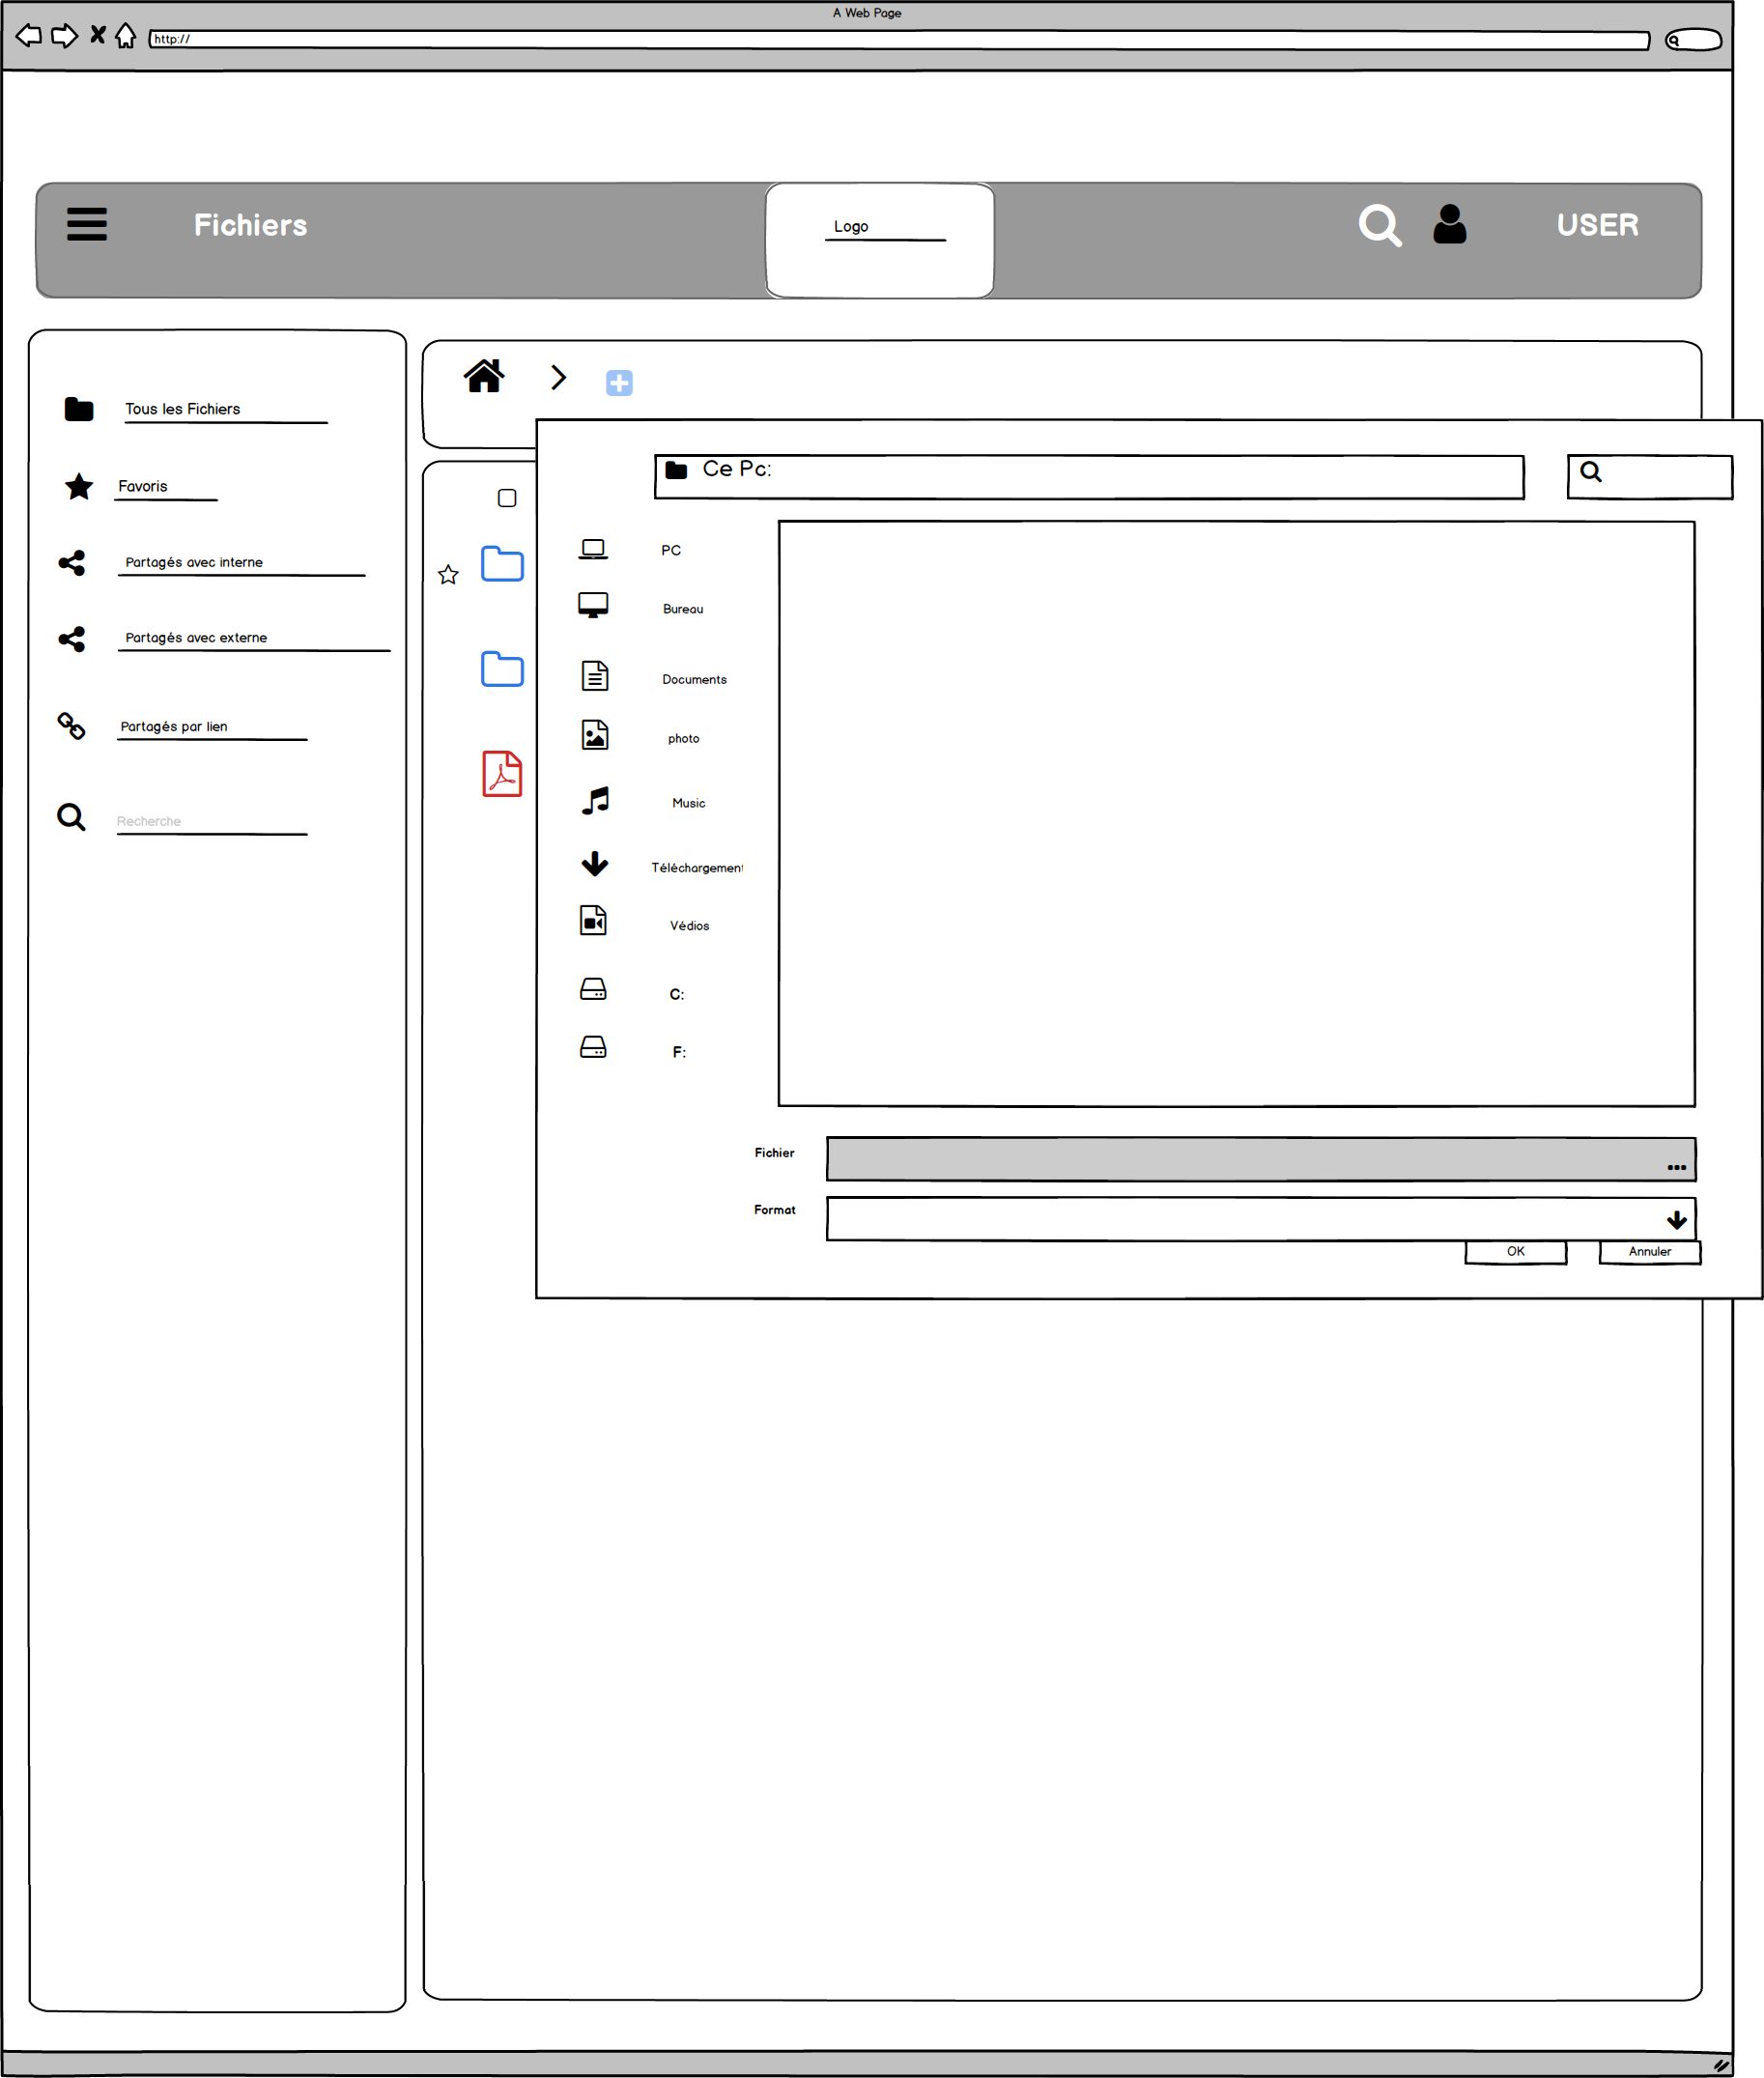 A Web Page
http://
Fichiers
Logo
USER
Tous les Fichiers
Favoris
Partagés avec interne
Partagés avec externe
Partagés par lien
Recherche
Ce Pc:
PC
Bureau
Documents
photo
Music
Téléchargement
Védios
C:
F:
Fichier
...
Format
OK
Annuler